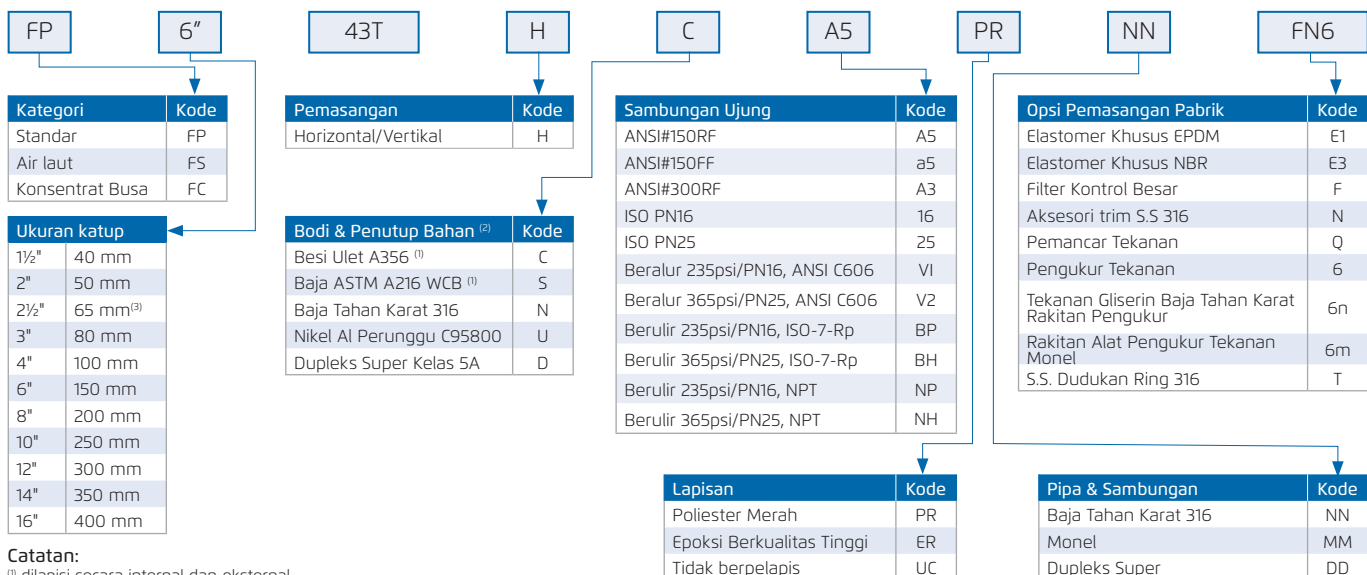 FP 6″ 43T H C A5 PR NN FN6
Kategori Kode
Standar FP
Air laut FS
Konsentrat Busa FC
Ukuran katup
1½" 40 mm
2" 50 mm
2½" 65 mm(3)
3" 80 mm
4" 100 mm
6" 150 mm
8" 200 mm
10" 250 mm
12" 300 mm
14" 350 mm
16" 400 mm
Catatan:
(1) dilapisi secara internal dan eksternal
Pemasangan Kode
Horizontal/Vertikal H
Bodi & Penutup Bahan (2) Kode
Besi Ulet A356 (1) C
Baja ASTM A216 WCB (1) S
Baja Tahan Karat 316 N
Nikel Al Perunggu C95800 U
Dupleks Super Kelas 5A D
Sambungan Ujung Kode
ANSI#150RF A5
ANSI#150FF a5
ANSI#300RF A3
ISO PN16 16
ISO PN25 25
Beralur 235psi/PN16, ANSI C606 VI
Beralur 365psi/PN25, ANSI C606 V2
Berulir 235psi/PN16, ISO-7-Rp BP
Berulir 365psi/PN25, ISO-7-Rp BH
Berulir 235psi/PN16, NPT NP
Berulir 365psi/PN25, NPT NH
Lapisan Kode
Poliester Merah PR
Epoksi Berkualitas Tinggi ER
Tidak berpelapis UC
Opsi Pemasangan Pabrik Kode
Elastomer Khusus EPDM E1
Elastomer Khusus NBR E3
Filter Kontrol Besar F
Aksesori trim S.S 316 N
Pemancar Tekanan Q
Pengukur Tekanan 6
Tekanan Gliserin Baja Tahan Karat
Rakitan Pengukur 6n
Rakitan Alat Pengukur Tekanan
Monel 6m
S.S. Dudukan Ring 316 T
Pipa & Sambungan Kode
Baja Tahan Karat 316 NN
Monel MM
Dupleks Super DD